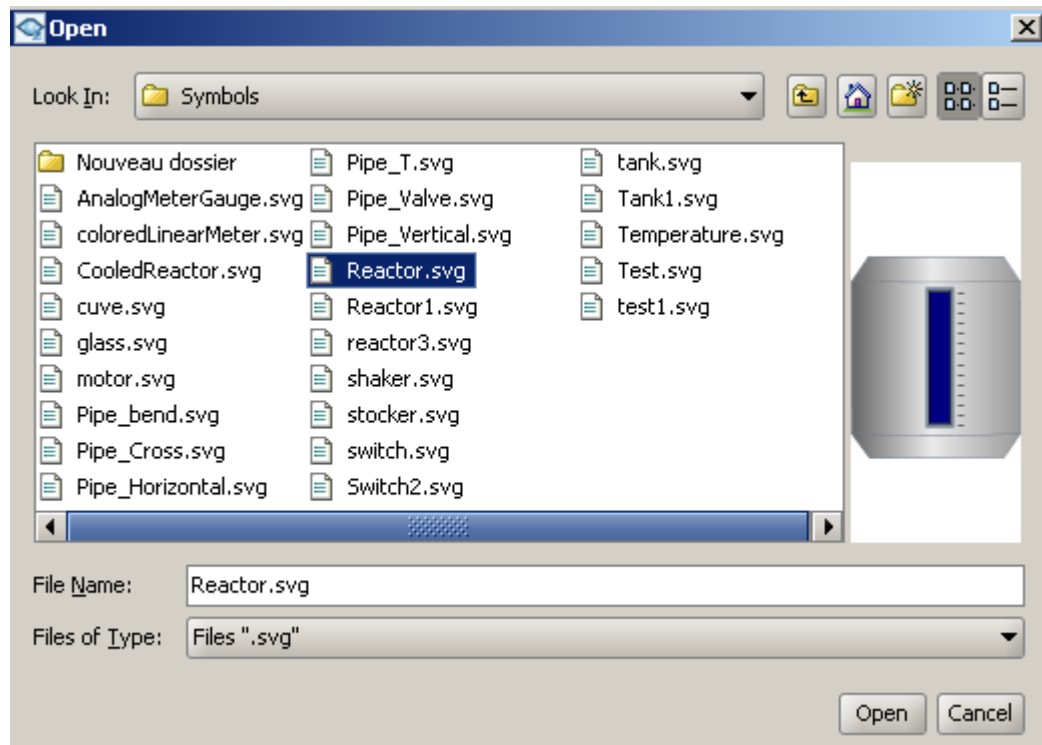 Open
Look In: Symbols
Nouveau dossier
AnalogMeterGauge.svg
coloredLinearMeter.svg
CooledReactor.svg
cuve.svg
glass.svg
motor.svg
Pipe_bend.svg
Pipe_Cross.svg
Pipe_Horizontal.svg
Pipe_T.svg
Pipe_Valve.svg
Pipe_Vertical.svg
Reactor.svg
Reactor1.svg
reactor3.svg
shaker.svg
stocker.svg
switch.svg
Switch2.svg
tank.svg
Tank1.svg
Temperature.svg
Test.svg
test1.svg
File Name: Reactor.svg
Files of Type: Files ".svg"
Open Cancel